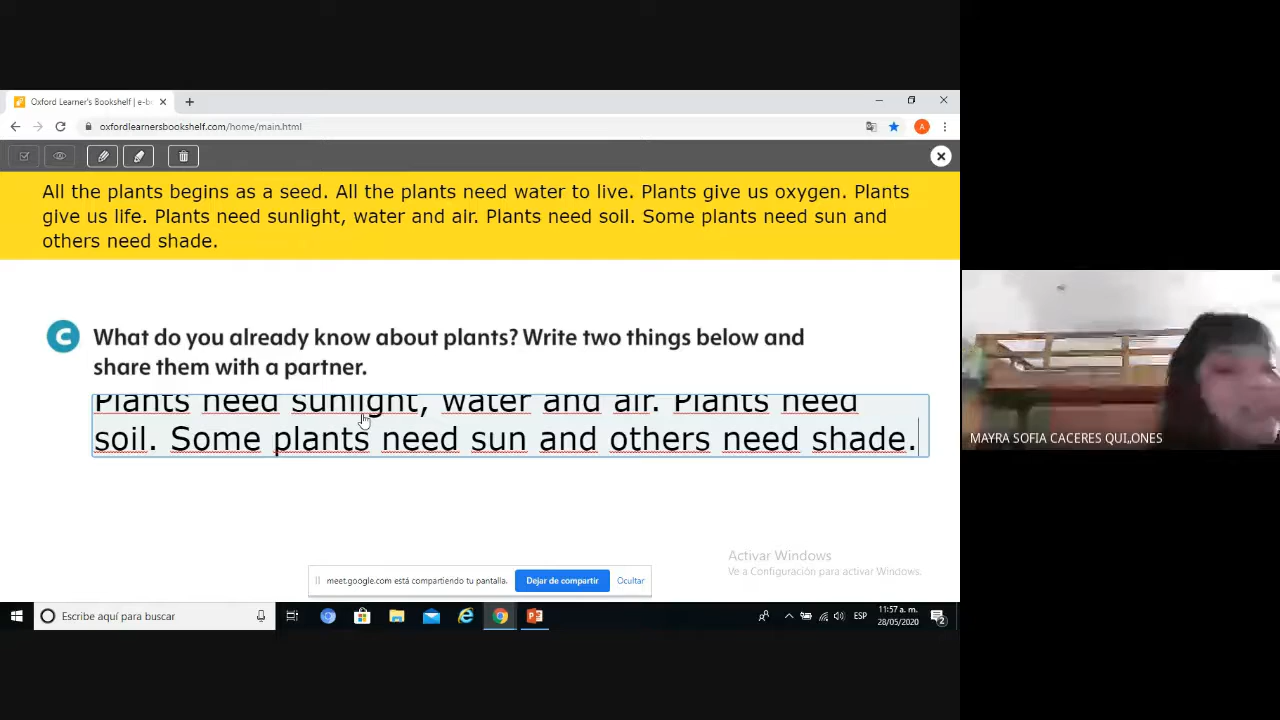 Oxford Learner's Bookshelf | e-b
oxfordlearnersbookshelf.com/home/main.html
A
All the plants begins as a seed. All the plants need water to live. Plants give us oxygen. Plants
give us life. Plants need sunlight, water and air. Plants need soil. Some plants need sun and
others need shade.
C What do you already know about plants? Write two things below and
share them with a partner.
Plants need sunlight, water and air. Plants need
soil. Some plants need sun and others need shade.
MAYRA SOFIA CACERES QUI,,ONES
Activar Windows
Ve a Configuración para activar Windows.
meet.google.com está compartiendo tu pantalla.
Dejar de compartir
Ocultar
Escribe aquí para buscar
ESP
11:57 a. m.
28/05/2020
2